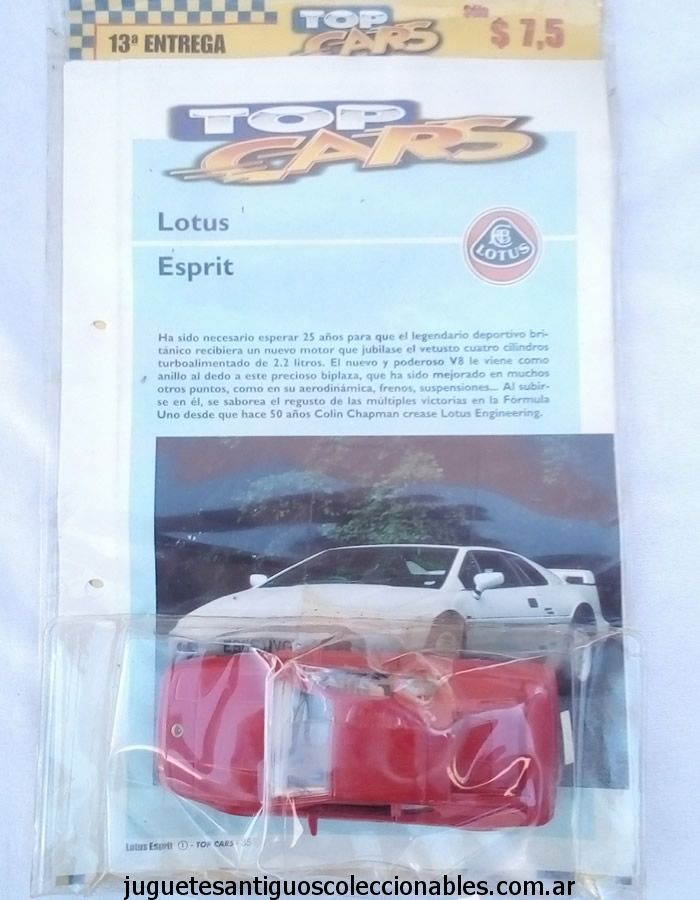 13ª ENTREGA
TOP
CARS
Sólo
$ 7,5
TOP
CARS
Lotus
LOTUS
Esprit
Ha sido necesario esperar 25 años para que el legendario deportivo bri-
tánico recibiera un nuevo motor que jubilase el vetusto cuatro cilindros
turboalimentado de 2.2 litros. El nuevo y poderoso V8 le viene como
anillo al dedo a este precioso biplaza, que ha sido mejorado en muchos
otros puntos, como en su aerodinámica, frenos, suspensiones... Al subir-
se en él, se saborea el regusto de las múltiples victorias en la Fórmula
Uno desde que hace 50 años Colin Chapman crease Lotus Engineering.
Lotus Esprit 1 - TOP CARS - 35
juguetesantiguoscoleccionables.com.ar